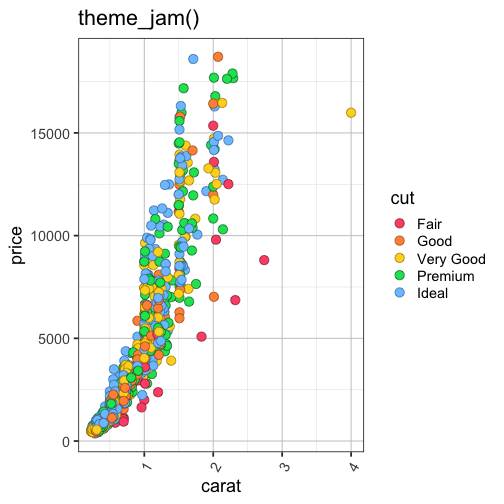 theme_jam()
price
15000
10000
5000
0
1 2 3 4
carat
cut
Fair
Good
Very Good
Premium
Ideal